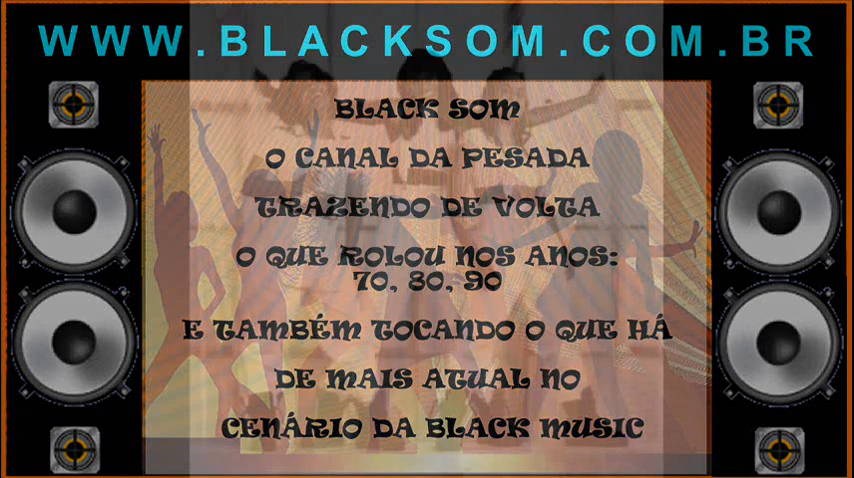 WWW.BLACKSOM.COM.BR
BLACK SOM
O CANAL DA PESADA
TRAZENDO DE VOLTA
O QUE ROLOU NOS ANOS:
70, 80, 90
E TAMBÉM TOCANDO O QUE HÁ
DE MAIS ATUAL NO
CENÁRIO DA BLACK MUSIC